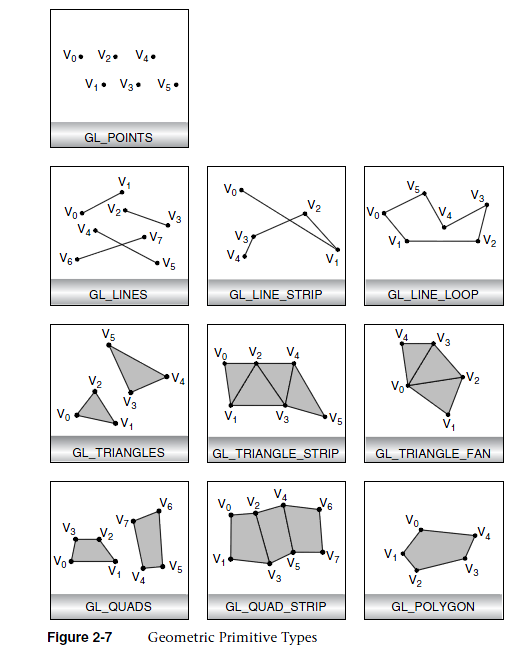 V0 V2 V4
V1 V3 V5
GL_POINTS
V1
V0 V2 V3
V4 V7
V6 V5
GL_LINES
V0
V2
V3
V4 V1
GL_LINE_STRIP
V5 V3
V0 V4
V1 V2
GL_LINE_LOOP
V5
V2 V4
V0 V3
V1
GL_TRIANGLES
V0 V2 V4
V1 V3 V5
GL_TRIANGLE_STRIP
V4 V3
V0 V2
V1
GL_TRIANGLE_FAN
V6
V3 V2 V7
V0 V1 V4 V5
GL_QUADS
V0 V2 V4 V6
V1 V3 V5 V7
GL_QUAD_STRIP
V0 V4
V1
V2 V3
GL_POLYGON
Figure 2-7 Geometric Primitive Types